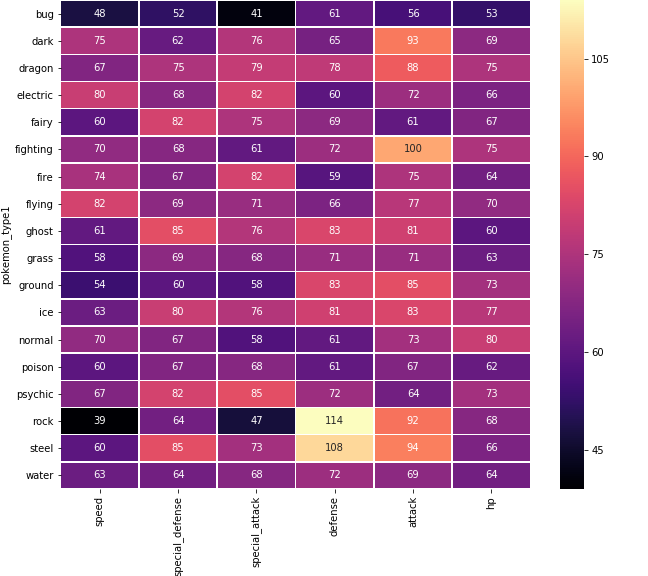 bug 48 52 41 61 56 53
dark 75 62 76 65 93 69
dragon 67 75 79 78 88 75
electric 80 68 82 60 72 66
fairy 60 82 75 69 61 67
fighting 70 68 61 72 100 75
fire 74 67 82 59 75 64
flying 82 69 71 66 77 70
ghost 61 85 76 83 81 60
grass 58 69 68 71 71 63
ground 54 60 58 83 85 73
ice 63 80 76 81 83 77
normal 70 67 58 61 73 80
poison 60 67 68 61 67 62
psychic 67 82 85 72 64 73
rock 39 64 47 114 92 68
steel 60 85 73 108 94 66
water 63 64 68 72 69 64
pokemon_type1
speed
special_defense
special_attack
defense
attack
hp
105
90
75
60
45